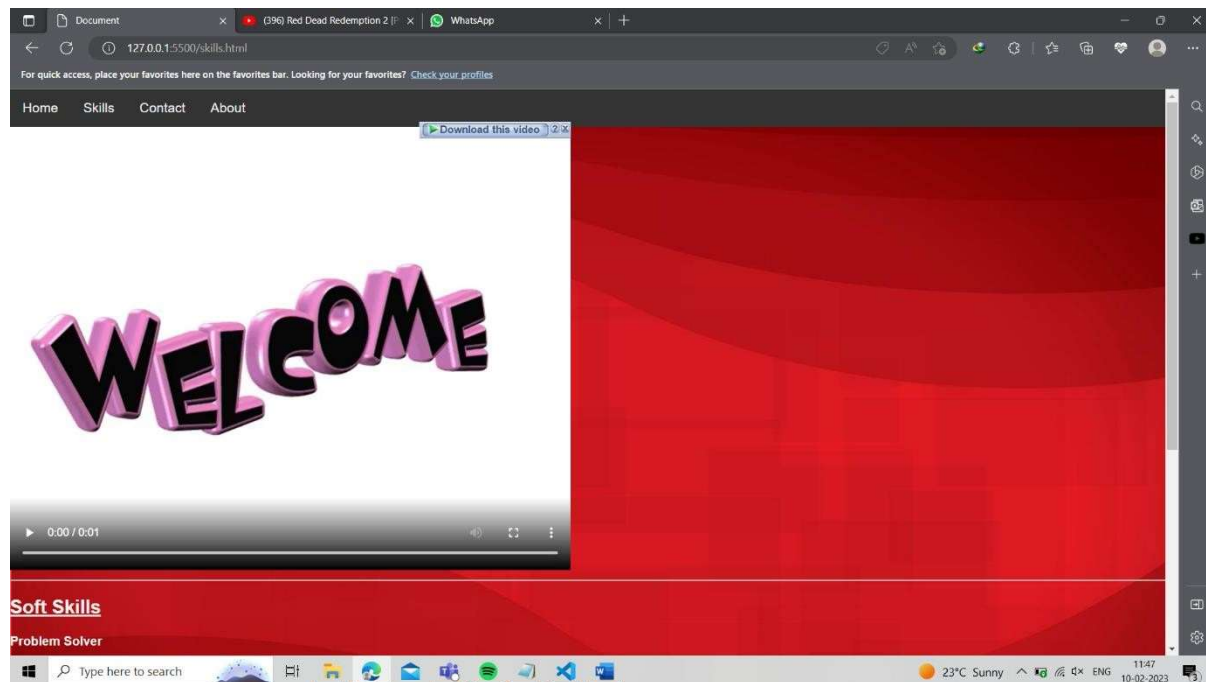 Document
(396) Red Dead Redemption 2 [P
WhatsApp
127.0.0.1:5500/skills.html
For quick access, place your favorites here on the favorites bar. Looking for your favorites? Check your profiles
Home Skills Contact About
Download this video ? X
WELCOME
0:00 / 0:01
Soft Skills
Problem Solver
Type here to search
23°C Sunny
ENG
11:47
10-02-2023